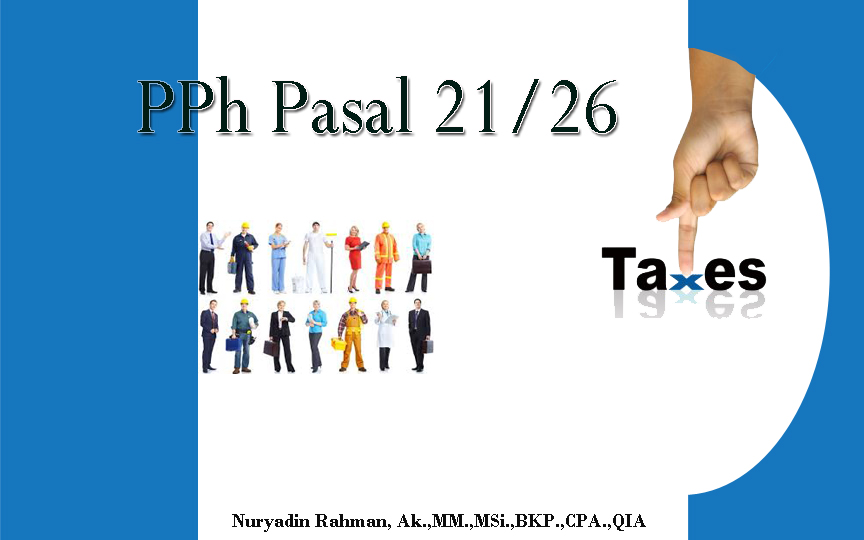 PPh Pasal 21/26
Taxes
Nuryadin Rahman, Ak.,MM.,MSi.,BKP.,CPA.,QIA